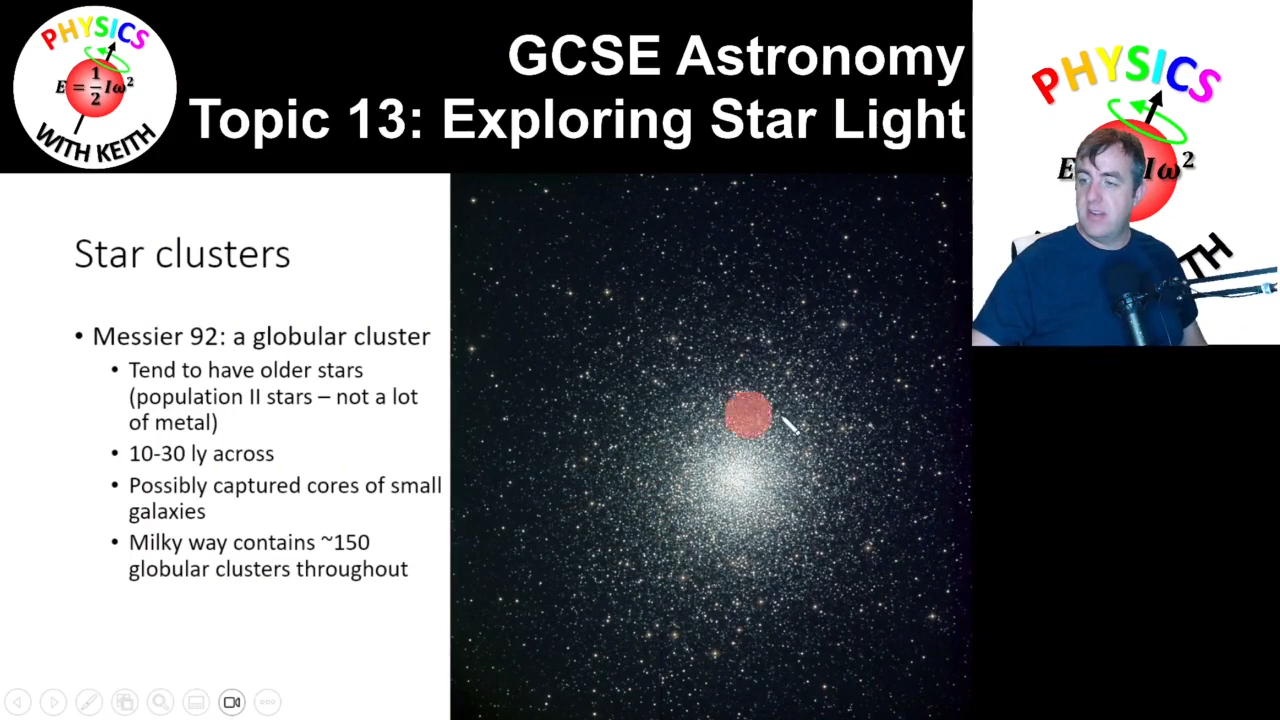 PHYSICS
E = 1/2 Iω²
WITH KEITH
GCSE Astronomy
Topic 13: Exploring Star Light
PHYSICS
E
Iω²
TH
Star clusters
• Messier 92: a globular cluster
• Tend to have older stars
(population II stars – not a lot
of metal)
• 10-30 ly across
• Possibly captured cores of small
galaxies
• Milky way contains ~150
globular clusters throughout